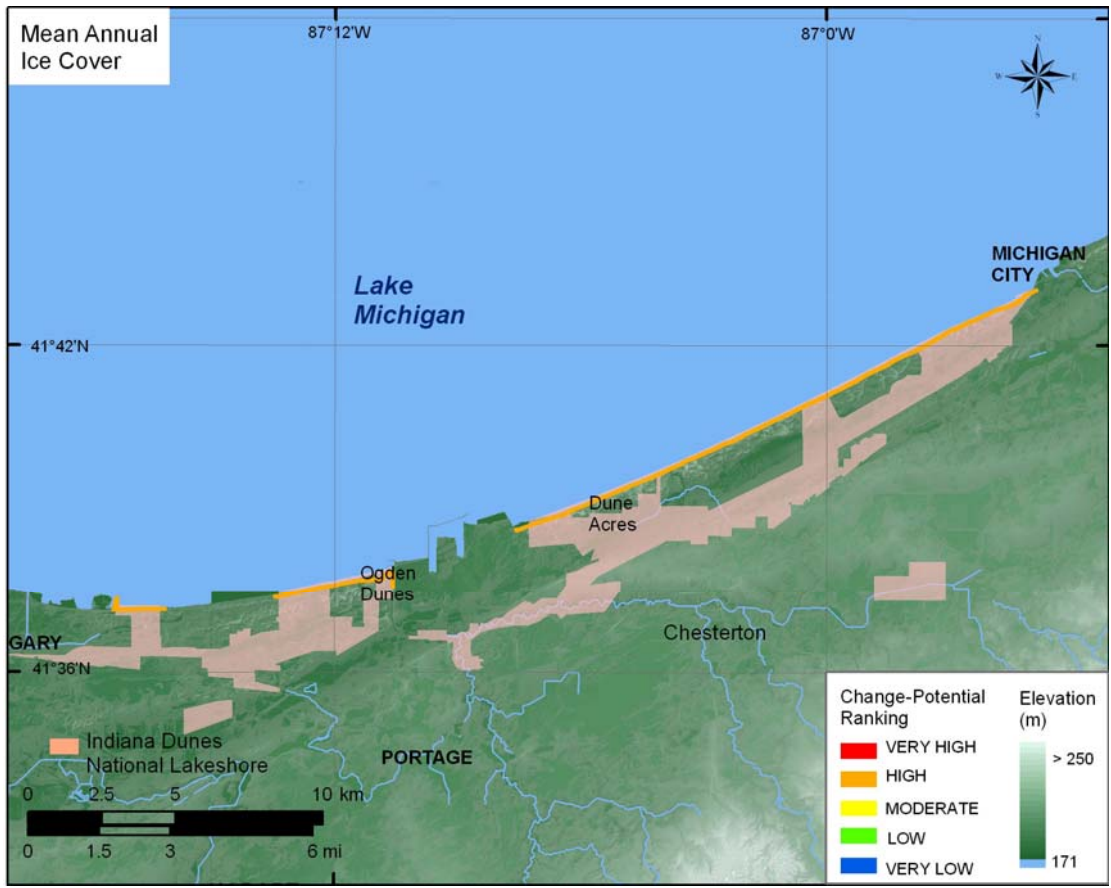 Mean Annual
Ice Cover
87°12'W
87°0'W
N
W
E
S
MICHIGAN
CITY
Lake
Michigan
41°42'N
Dune
Acres
Ogden
Dunes
GARY
Chesterton
41°36'N
PORTAGE
Indiana Dunes
National Lakeshore
0 2.5 5 10 km
0 1.5 3 6 mi
Change-Potential
Ranking
VERY HIGH
HIGH
MODERATE
LOW
VERY LOW
Elevation
(m)
> 250
171